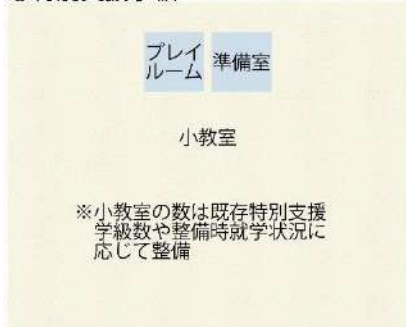 プレイ
ルーム
準備室
小教室
※小教室の数は既存特別支援
学級数や整備時就学状況に
応じて整備